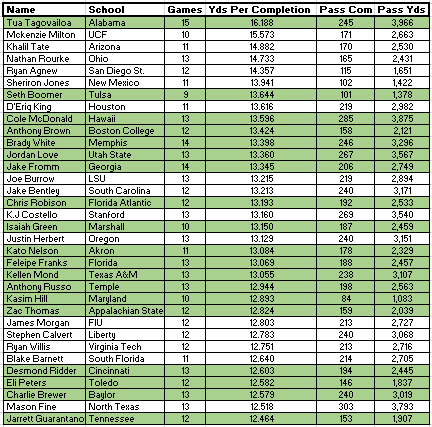 Name School Games Yds Per Completion Pass Com Pass Yds
Tua Tagovailoa Alabama 15 16.188 245 3,966
Mckenzie Milton UCF 10 15.573 171 2,663
Khalil Tate Arizona 11 14.882 170 2,530
Nathan Rourke Ohio 13 14.733 165 2,431
Ryan Agnew San Diego St. 12 14.357 115 1,651
Sheriron Jones New Mexico 11 13.941 102 1,422
Seth Boomer Tulsa 9 13.644 101 1,378
D'Eriq King Houston 11 13.616 219 2,982
Cole McDonald Hawaii 13 13.596 285 3,875
Anthony Brown Boston College 12 13.424 158 2,121
Brady White Memphis 14 13.398 246 3,296
Jordan Love Utah State 13 13.360 267 3,567
Jake Fromm Georgia 14 13.345 206 2,749
Joe Burrow LSU 13 13.215 219 2,894
Jake Bentley South Carolina 12 13.213 240 3,171
Chris Robison Florida Atlantic 12 13.193 192 2,533
K.J Costello Stanford 13 13.160 269 3,540
Isaiah Green Marshall 10 13.150 187 2,459
Justin Herbert Oregon 13 13.129 240 3,151
Kato Nelson Akron 11 13.084 178 2,329
Feleipe Franks Florida 13 13.069 188 2,457
Kellen Mond Texas A&M 13 13.055 238 3,107
Anthony Russo Temple 13 12.944 198 2,563
Kasim Hill Maryland 10 12.893 84 1,083
Zac Thomas Appalachian State 12 12.824 159 2,039
James Morgan FIU 12 12.803 213 2,727
Stephen Calvert Liberty 12 12.783 240 3,068
Ryan Willis Virginia Tech 12 12.751 213 2,716
Blake Barnett South Florida 11 12.640 214 2,705
Desmond Ridder Cincinnati 13 12.603 194 2,445
Eli Peters Toledo 12 12.582 146 1,837
Charlie Brewer Baylor 13 12.579 240 3,019
Mason Fine North Texas 13 12.518 303 3,793
Jarrett Guarantano Tennessee 12 12.464 153 1,907